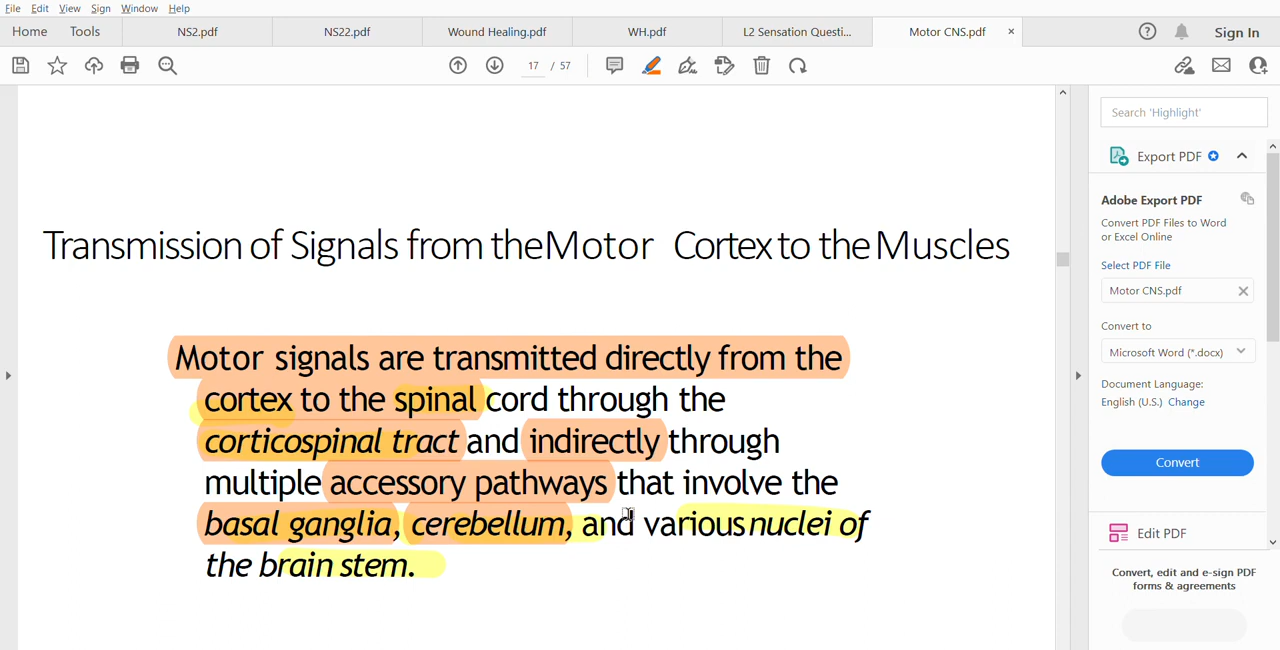 File Edit View Sign Window Help
Home Tools NS2.pdf NS22.pdf Wound Healing.pdf WH.pdf L2 Sensation Questi... Motor CNS.pdf × Sign In
17 / 57
Search 'Highlight'
Export PDF
Adobe Export PDF
Convert PDF Files to Word
or Excel Online
Select PDF File
Motor CNS.pdf
Convert to
Microsoft Word (*.docx)
Document Language:
English (U.S.) Change
Convert
Edit PDF
Convert, edit and e-sign PDF
forms & agreements
Transmission of Signals from theMotor Cortex to the Muscles
Motor signals are transmitted directly from the
cortex to the spinal cord through the
corticospinal tract and indirectly through
multiple accessory pathways that involve the
basal ganglia, cerebellum, and various nuclei of
the brain stem.